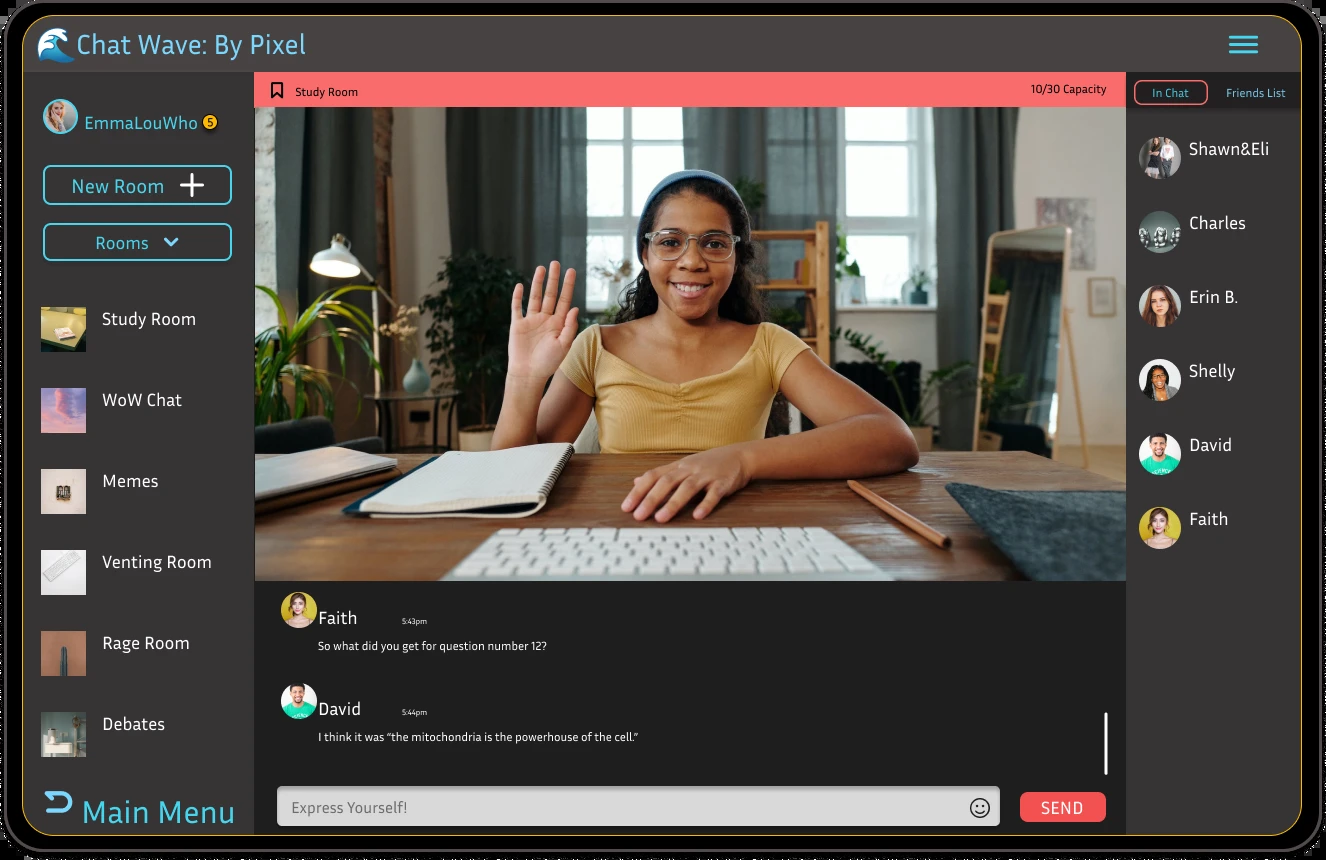 Chat Wave: By Pixel
EmmaLouWho 5
New Room
Rooms
Study Room
WoW Chat
Memes
Venting Room
Rage Room
Debates
Main Menu
Study Room
10/30 Capacity
Faith 5:43pm
So what did you get for question number 12?
David 5:44pm
I think it was “the mitochondria is the powerhouse of the cell.”
Express Yourself!
SEND
In Chat
Friends List
Shawn&Eli
Charles
Erin B.
Shelly
David
Faith